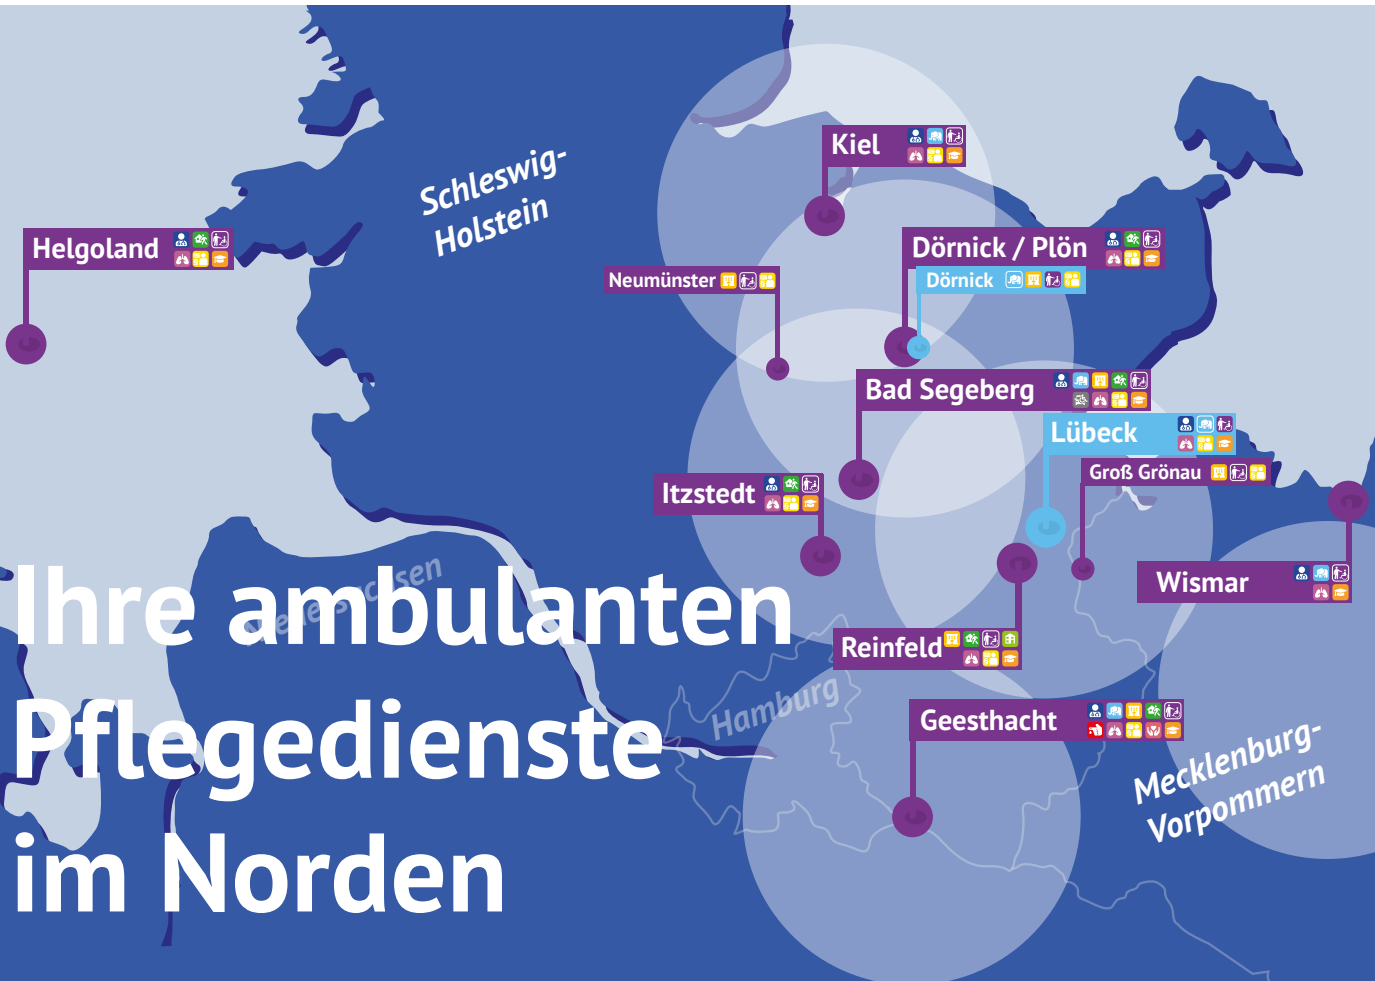 Kiel
Schleswig-
Holstein
Helgoland
Dörnick / Plön
Neumünster
Dörnick
Bad Segeberg
Lübeck
Groß Grönau
Itzstedt
Niedersachsen
Wismar
Ihre ambulanten
Pflegedienste
im Norden
Reinfeld
Hamburg
Geesthacht
Mecklenburg-
Vorpommern